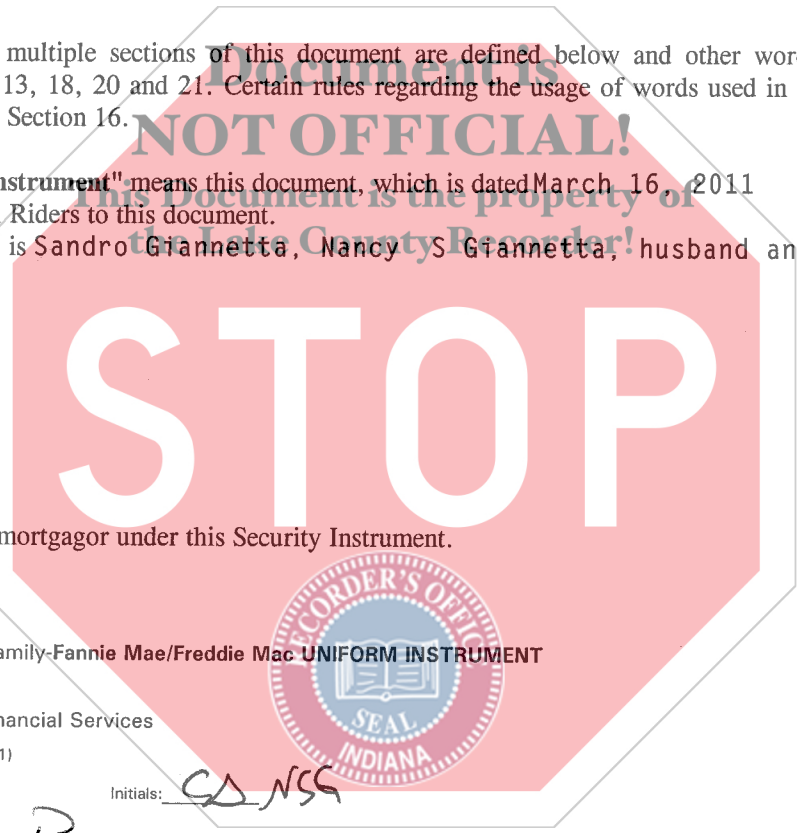 multiple sections of this document are defined below and other wor
Document is
13, 18, 20 and 21. Certain rules regarding the usage of words used in
Section 16.
NOT OFFICIAL!
nstrument" means this document, which is dated March 16, 2011
This Document is the property of
Riders to this document.
the Lake County Recorder!
is Sandro Giannetta, Nancy S Giannetta, husband an
STOP
mortgagor under this Security Instrument.
RECORDER'S OFFICE
amily-Fannie Mae/Freddie Mac UNIFORM INSTRUMENT
nancial Services
SEAL
1)
INDIANA
Initials: NSG